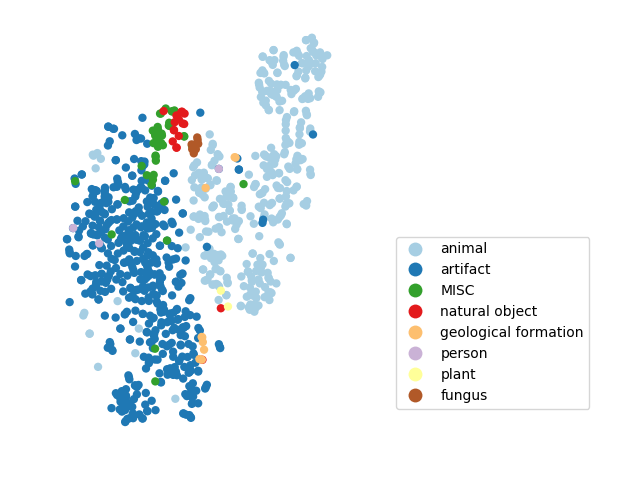 animal
artifact
MISC
natural object
geological formation
person
plant
fungus